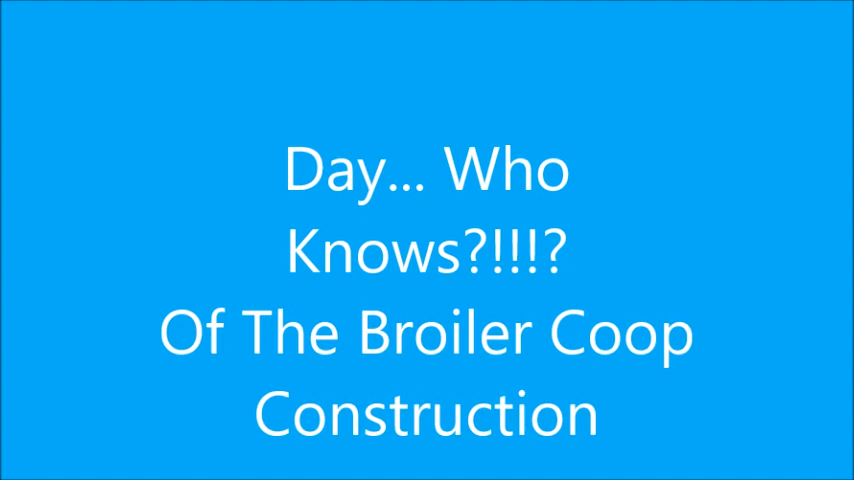 Day... Who
Knows?!!!?
Of The Broiler Coop
Construction